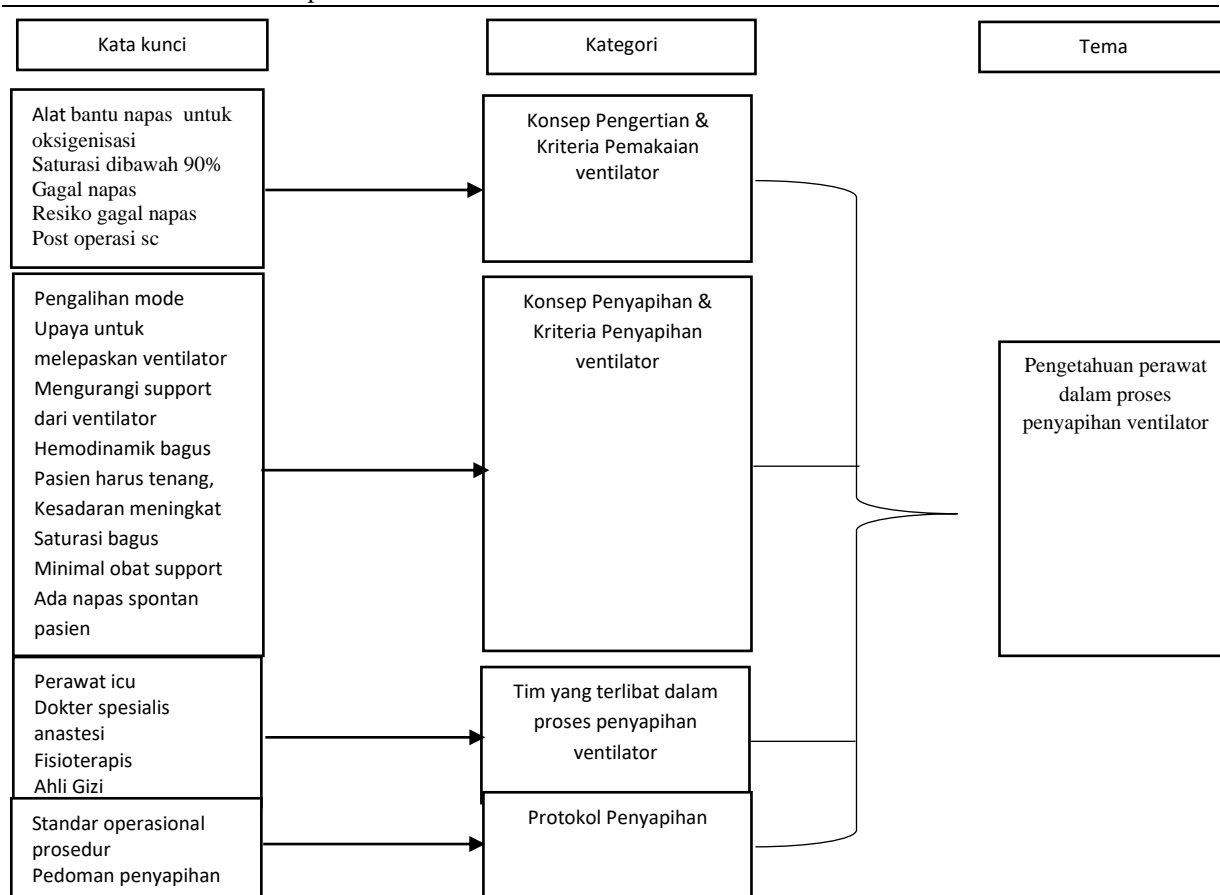 Kata kunci
Kategori
Tema
Alat bantu napas untuk
oksigenisasi
Saturasi dibawah 90%
Gagal napas
Resiko gagal napas
Post operasi sc
Konsep Pengertian &
Kriteria Pemakaian
ventilator
Pengalihan mode
Upaya untuk
melepaskan ventilator
Mengurangi support
dari ventilator
Hemodinamik bagus
Pasien harus tenang,
Kesadaran meningkat
Saturasi bagus
Minimal obat support
Ada napas spontan
pasien
Konsep Penyapihan &
Kriteria Penyapihan
ventilator
Pengetahuan perawat
dalam proses
penyapihan ventilator
Perawat icu
Dokter spesialis
anastesi
Fisioterapis
Ahli Gizi
Tim yang terlibat dalam
proses penyapihan
ventilator
Standar operasional
prosedur
Pedoman penyapihan
Protokol Penyapihan